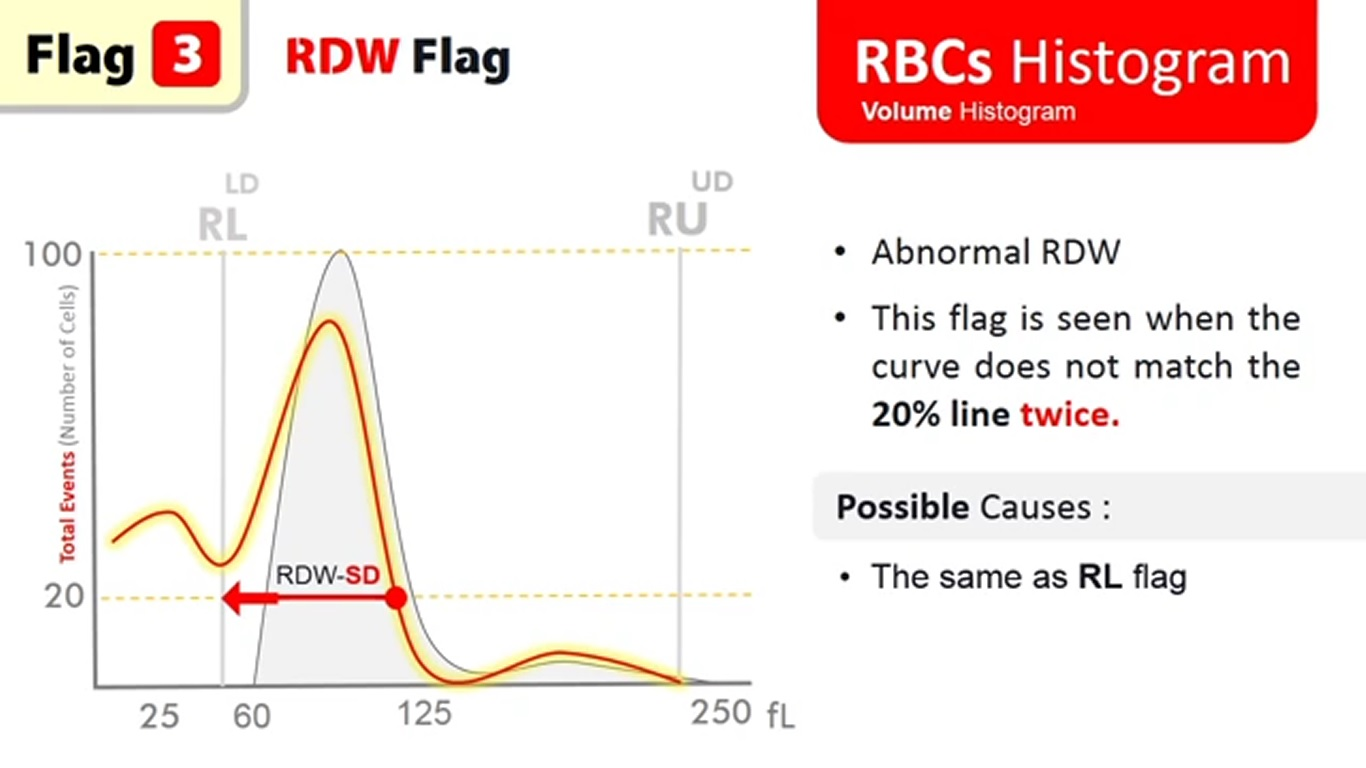 Flag 3
RDW Flag
RBCs Histogram
Volume Histogram
LD
RL
UD
RU
100
Total Events (Number of Cells)
RDW-SD
20
25
60
125
250 fL
• Abnormal RDW
• This flag is seen when the
curve does not match the
20% line twice.
Possible Causes :
• The same as RL flag